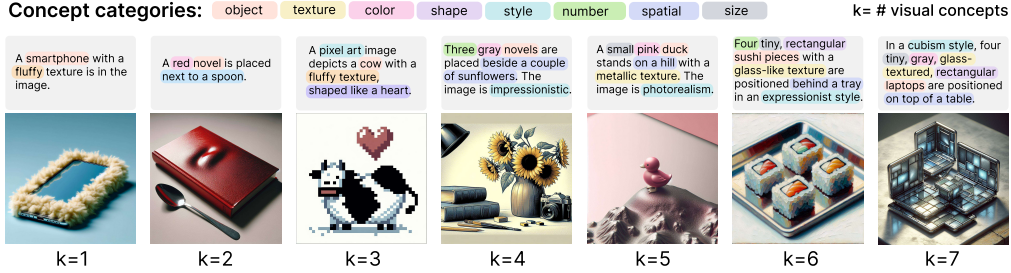 Concept categories: object texture color shape style number spatial size k= # visual concepts
A smartphone with a
fluffy texture is in the
image.
A red novel is placed
next to a spoon.
A pixel art image
depicts a cow with a
fluffy texture,
shaped like a heart.
Three gray novels are
placed beside a couple
of sunflowers. The
image is impressionistic.
A small pink duck
stands on a hill with a
metallic texture. The
image is photorealism.
Four tiny, rectangular
sushi pieces with a
glass-like texture are
positioned behind a tray
in an expressionist style.
In a cubism style, four
tiny, gray, glass-
textured, rectangular
laptops are positioned
on top of a table.
k=1 k=2 k=3 k=4 k=5 k=6 k=7